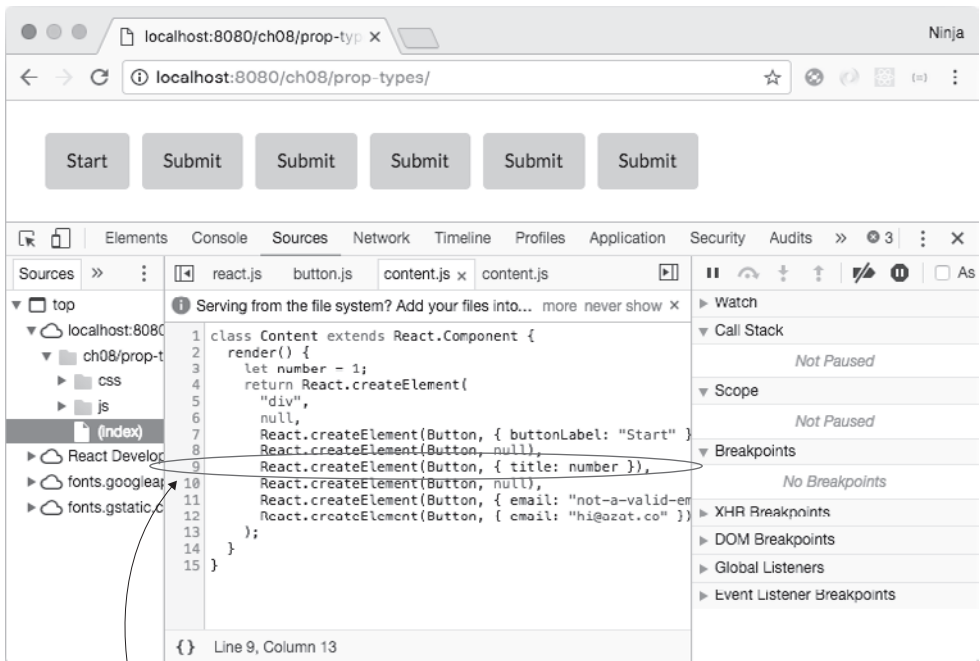 localhost:8080/ch08/prop-typ ×
Ninja
localhost:8080/ch08/prop-types/
Start
Submit
Submit
Submit
Submit
Submit
Elements Console Sources Network Timeline Profiles Application Security Audits » 3
Sources »
react.js button.js content.js × content.js
As
top
localhost:8080
ch08/prop-t
css
js
(index)
React Develop
fonts.googleap
fonts.gstatic.c
Serving from the file system? Add your files into... more never show ×
1 class Content extends React.Component {
2 render() {
3 let number = 1;
4 return React.createElement(
5 "div",
6 null,
7 React.createElement(Button, { buttonLabel: "Start" }
8 React.createElement(Button, null),
9 React.createElement(Button, { title: number }),
10 React.createElement(Button, null),
11 React.createElement(Button, { email: "not-a-valid-em
12 React.createElement(Button, { email: "hi@azat.co" })
13 );
14 }
15 }
{} Line 9, Column 13
Watch
Call Stack
Not Paused
Scope
Not Paused
Breakpoints
No Breakpoints
XHR Breakpoints
DOM Breakpoints
Global Listeners
Event Listener Breakpoints